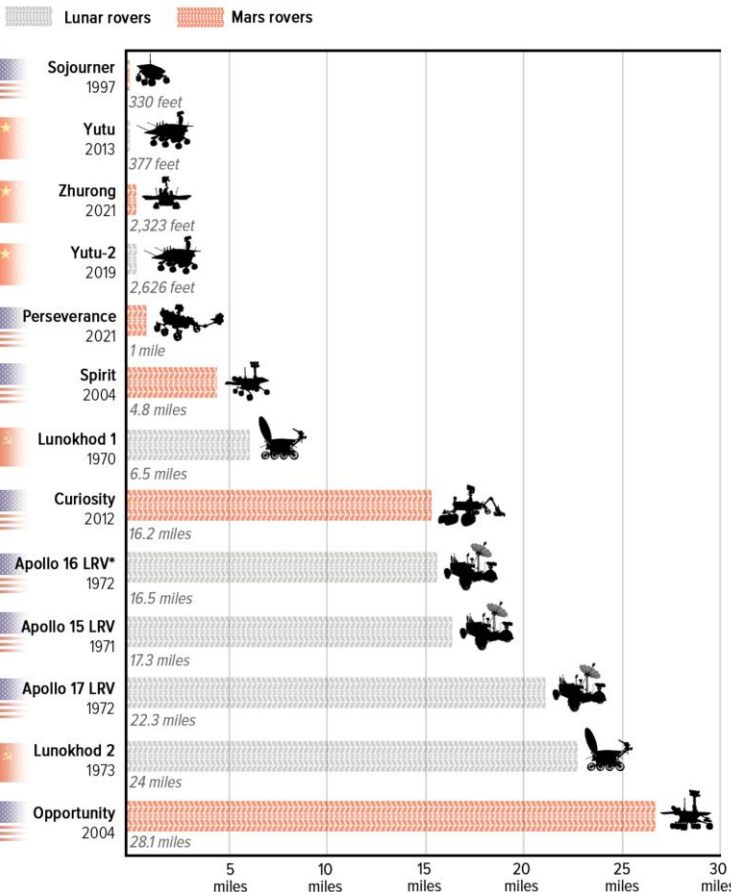 Lunar rovers
Mars rovers
Sojourner
1997
330 feet
Yutu
2013
377 feet
Zhurong
2021
2,323 feet
Yutu-2
2019
2,626 feet
Perseverance
2021
1 mile
Spirit
2004
4.8 miles
Lunokhod 1
1970
6.5 miles
Curiosity
2012
16.2 miles
Apollo 16 LRV*
1972
16.5 miles
Apollo 15 LRV
1971
17.3 miles
Apollo 17 LRV
1972
22.3 miles
Lunokhod 2
1973
24 miles
Opportunity
2004
28.1 miles
5 10 15 20 25 30
miles miles miles miles miles miles